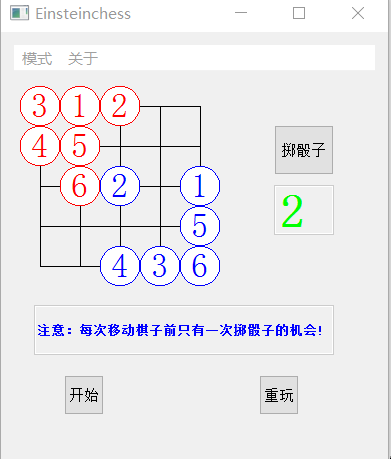 Einsteinchess
模式 关于
3 1 2
4 5
掷骰子
6 2 1
2
5
4 3 6
注意：每次移动棋子前只有一次掷骰子的机会！
开始 重玩